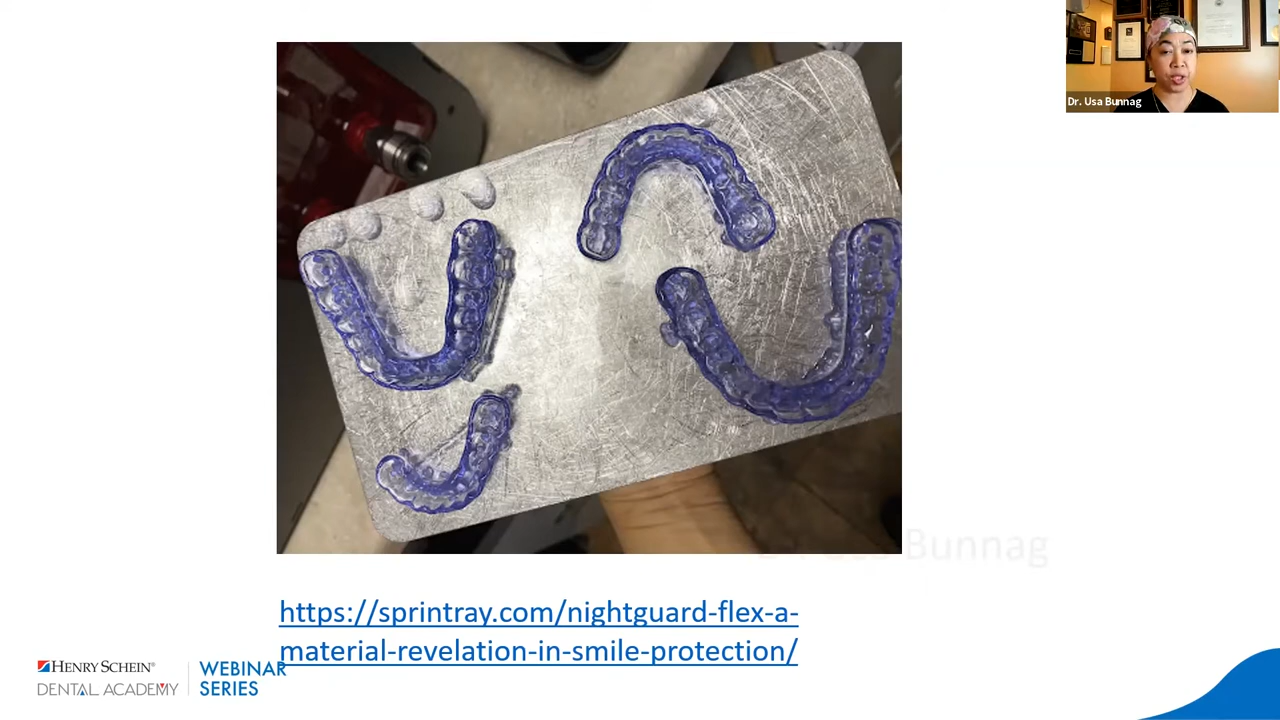 Dr. Usa Bunnag
Bunnag
https://sprintray.com/nightguard-flex-a-
material-revelation-in-smile-protection/
HENRY SCHEIN®
DENTAL ACADEMY
WEBINAR
SERIES